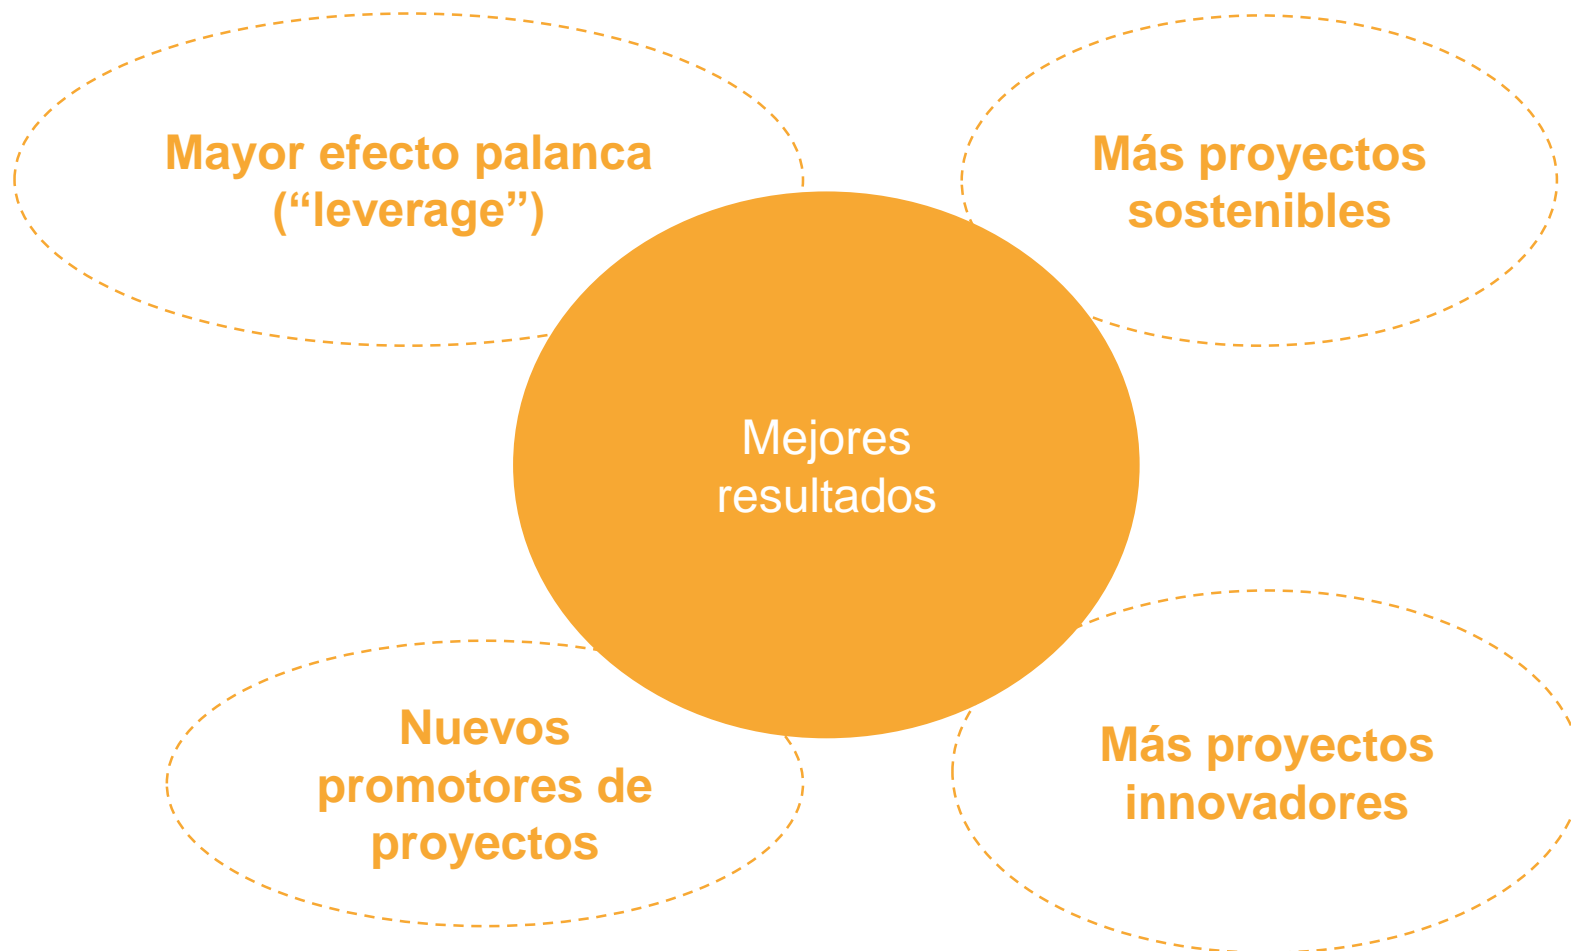 Mayor efecto palanca
(“leverage”)
Más proyectos
sostenibles
Mejores
resultados
Nuevos
promotores de
proyectos
Más proyectos
innovadores